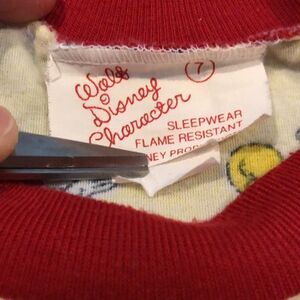 Walt
Disney
Character
7
SLEEPWEAR
FLAME RESISTANT